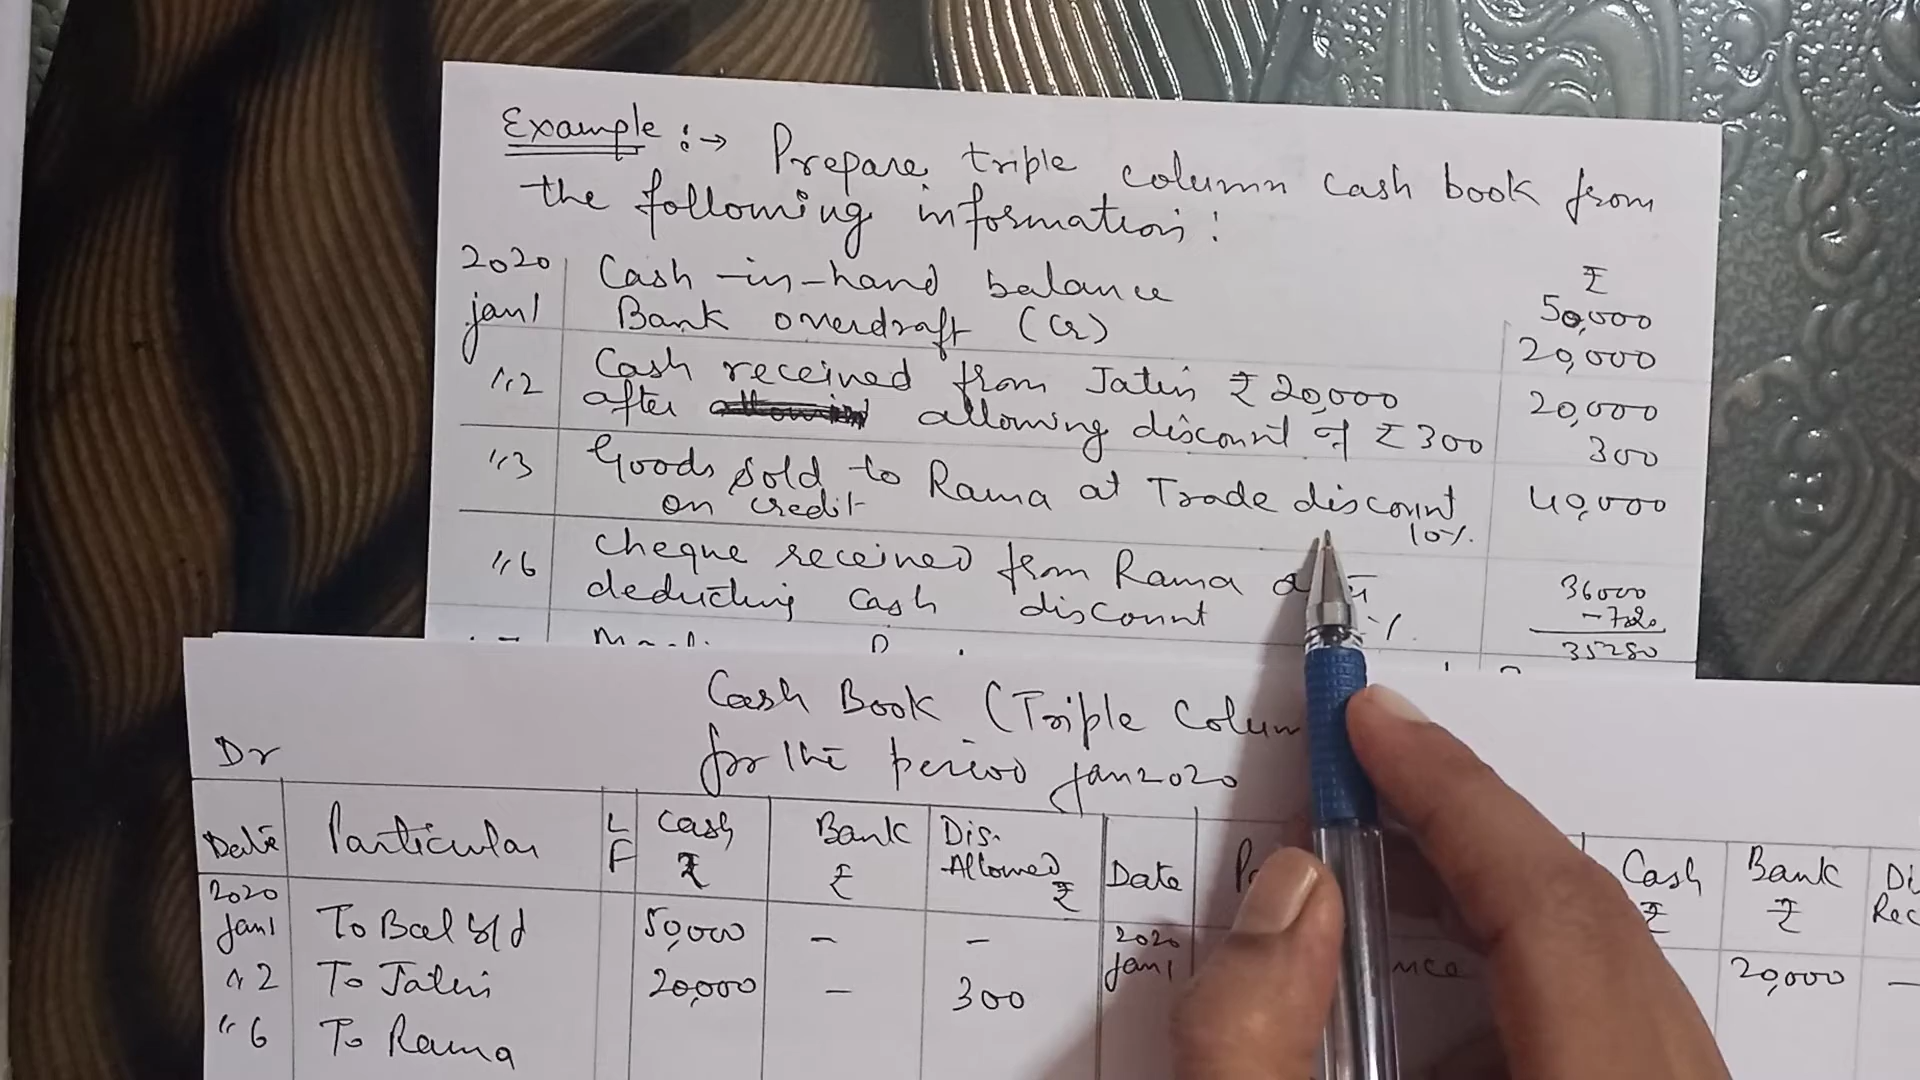 Example :→ Prepare triple column cash book from
the following information :
2020 Cash-in-hand balance ₹ 50,000
Jan 1 Bank overdraft (Cr) 20,000
"2 Cash received from Jatin ₹ 20,000 20,000
after allowing discount of ₹ 300 300
"3 Goods sold to Rama at Trade discount 40,000
on credit 10%
"6 Cheque received from Rama 36000
deducting cash discount %. -720
35280
Cash Book (Triple Colum
for the period Jan 2020
Dr
Date Particular LF Cash ₹ Bank ₹ Dis. Allowed ₹ Date Cash ₹ Bank ₹
2020 Jan 1 To Bal b/d 50,000 - - 2020 Jan 1 20,000 -
"2 To Jatin 20,000 - 300
"6 To Rama